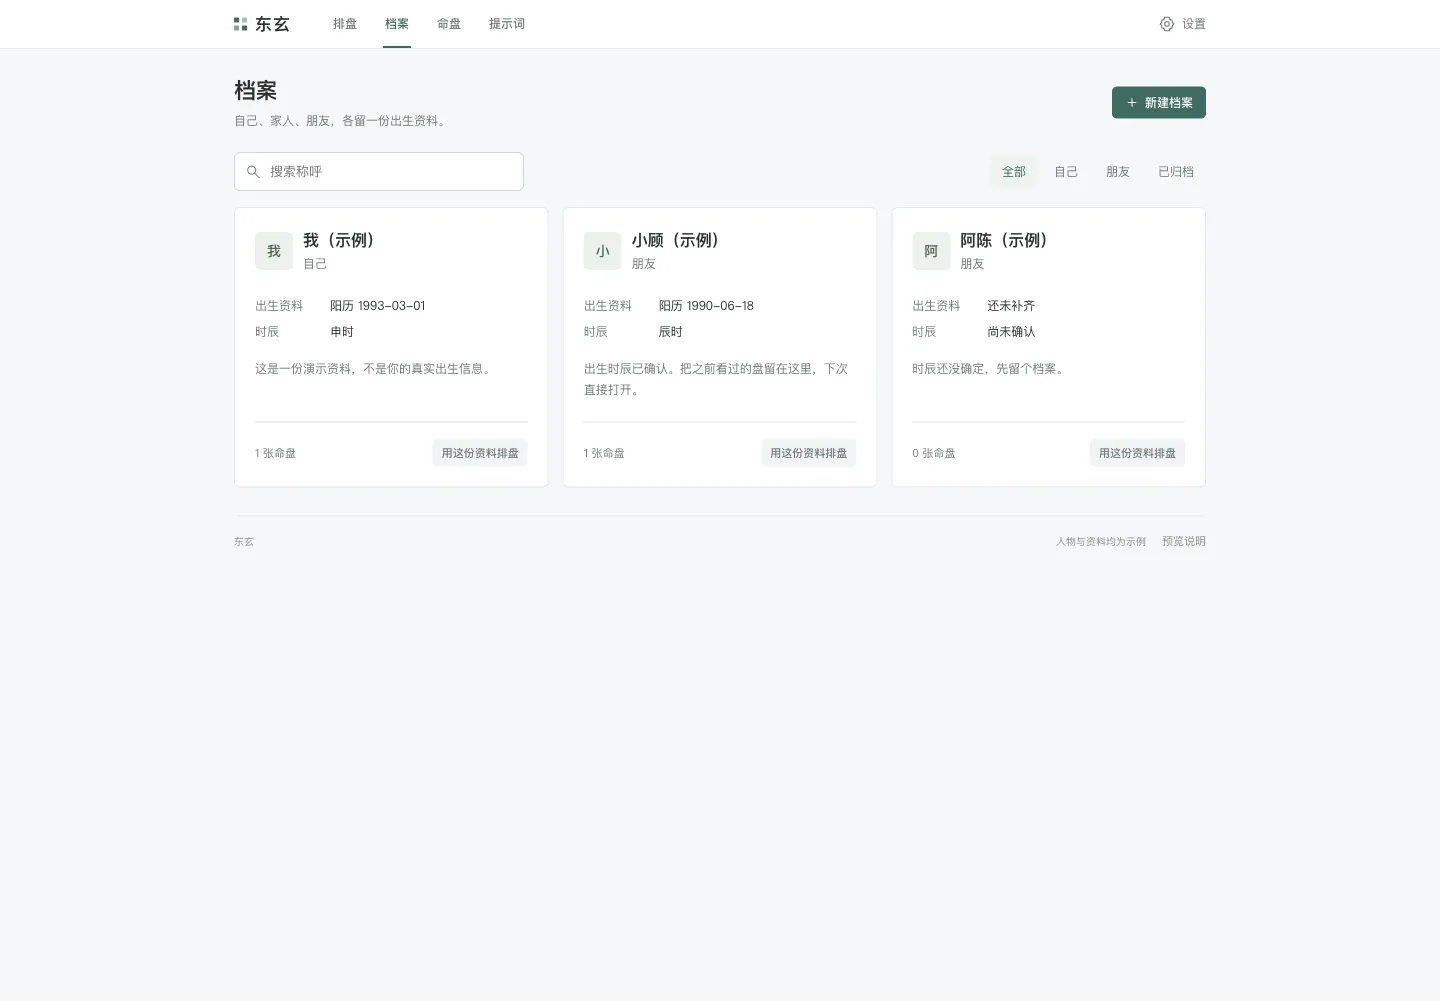 东玄
排盘
档案
命盘
提示词
设置
档案
自己、家人、朋友，各留一份出生资料。
新建档案
搜索称呼
全部
自己
朋友
已归档
我
我（示例）
自己
出生资料 阳历 1993-03-01
时辰 申时
这是一份演示资料，不是你的真实出生信息。
1 张命盘
用这份资料排盘
小
小顾（示例）
朋友
出生资料 阳历 1990-06-18
时辰 辰时
出生时辰已确认。把之前看过的盘留在这里，下次
直接打开。
1 张命盘
用这份资料排盘
阿
阿陈（示例）
朋友
出生资料 还未补齐
时辰 尚未确认
时辰还没确定，先留个档案。
0 张命盘
用这份资料排盘
东玄
人物与资料均为示例
预览说明